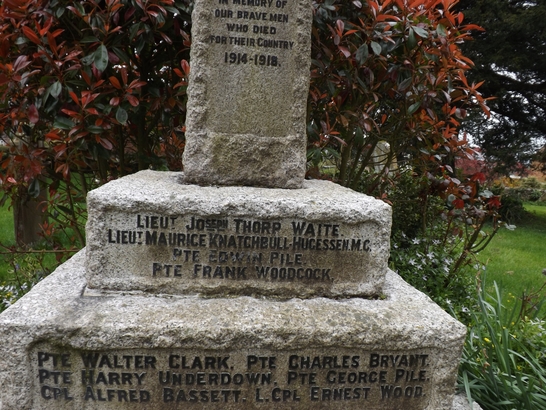 IN MEMORY OF
OUR BRAVE MEN
WHO DIED
FOR THEIR COUNTRY
1914-1918.
LIEUT JOSPH THORP WAITE.
LIEUT MAURICE KNATCHBULL-HUGESSEN M.C.
PTE EDWIN PILE.
PTE FRANK WOODCOCK.
PTE WALTER CLARK. PTE CHARLES BRYANT.
PTE HARRY UNDERDOWN. PTE GEORGE PILE.
CPL ALFRED BASSETT. L.CPL ERNEST WOOD.